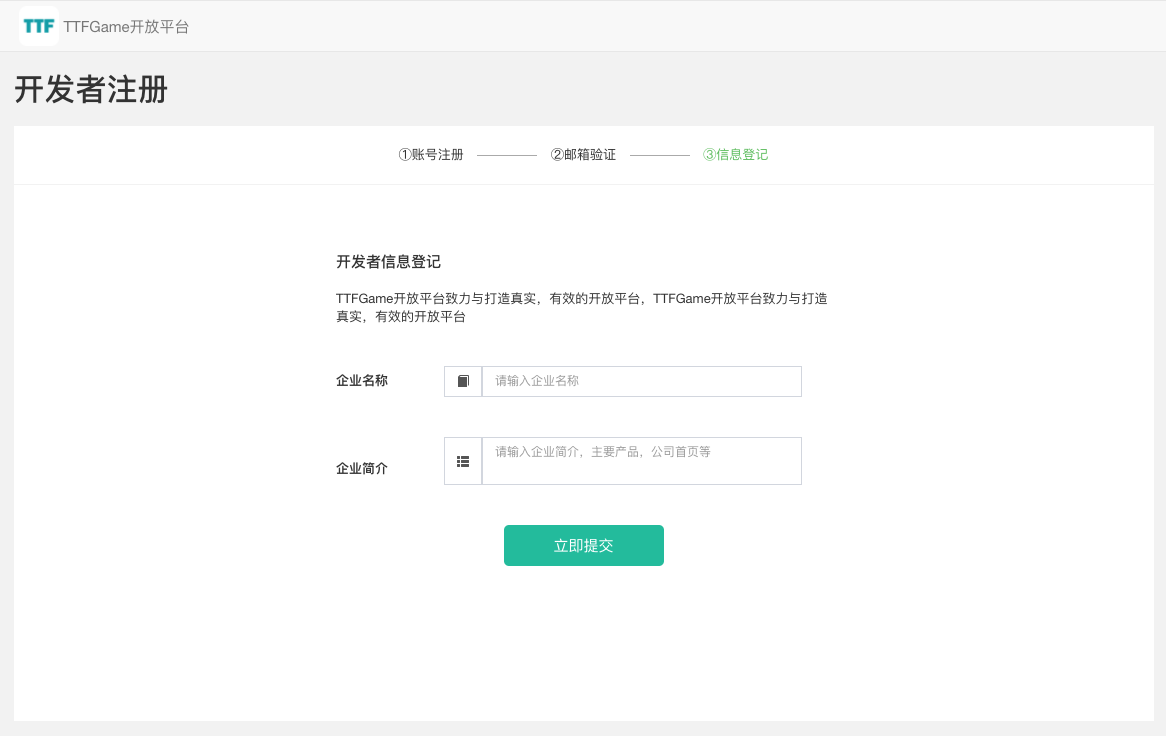 TTF TTFGame开放平台
开发者注册
①账号注册 ②邮箱验证 ③信息登记
开发者信息登记
TTFGame开放平台致力与打造真实，有效的开放平台，TTFGame开放平台致力与打造
真实，有效的开放平台
企业名称 请输入企业名称
请输入企业简介，主要产品，公司首页等
企业简介
立即提交